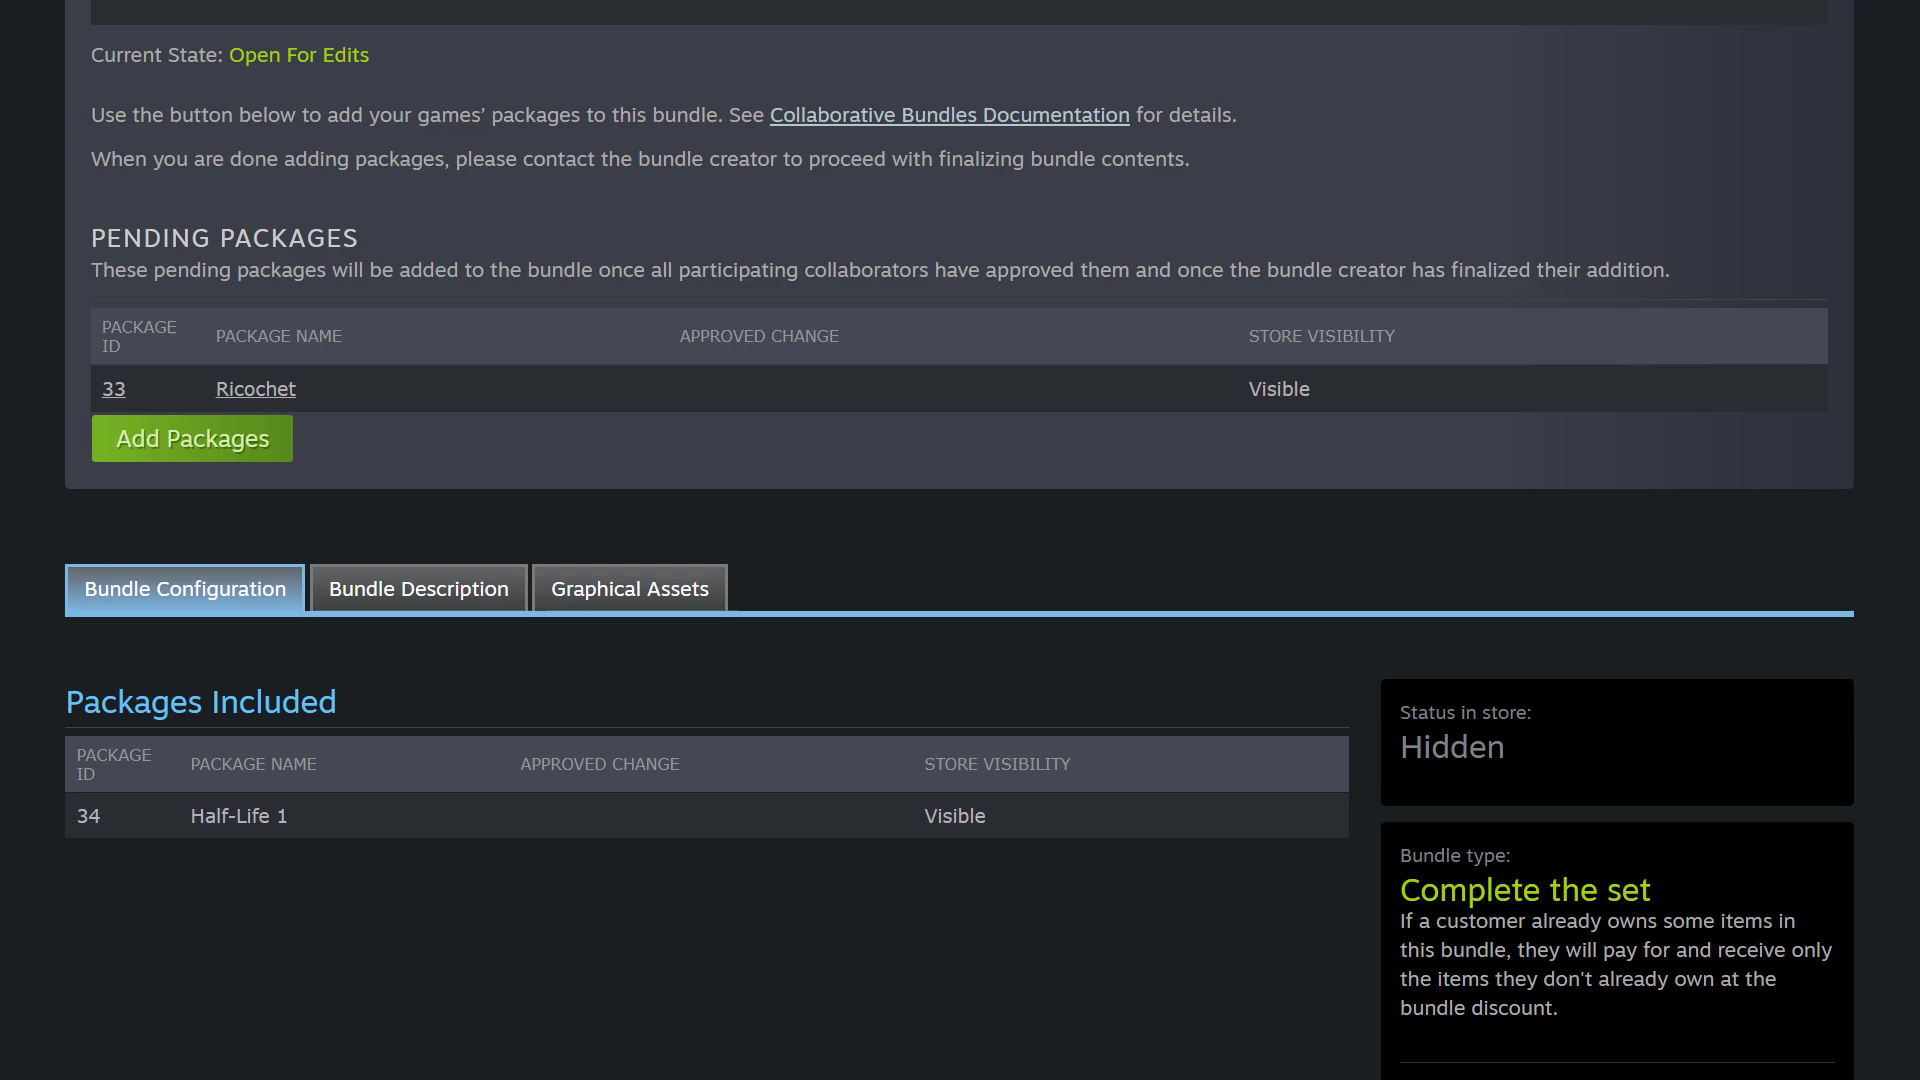 Current State: Open For Edits
Use the button below to add your games’ packages to this bundle. See Collaborative Bundles Documentation for details.
When you are done adding packages, please contact the bundle creator to proceed with finalizing bundle contents.
PENDING PACKAGES
These pending packages will be added to the bundle once all participating collaborators have approved them and once the bundle creator has finalized their addition.
PACKAGE ID PACKAGE NAME APPROVED CHANGE STORE VISIBILITY
33 Ricochet Visible
Add Packages
Bundle Configuration Bundle Description Graphical Assets
Packages Included
PACKAGE ID PACKAGE NAME APPROVED CHANGE STORE VISIBILITY
34 Half-Life 1 Visible
Status in store:
Hidden
Bundle type:
Complete the set
If a customer already owns some items in
this bundle, they will pay for and receive only
the items they don't already own at the
bundle discount.